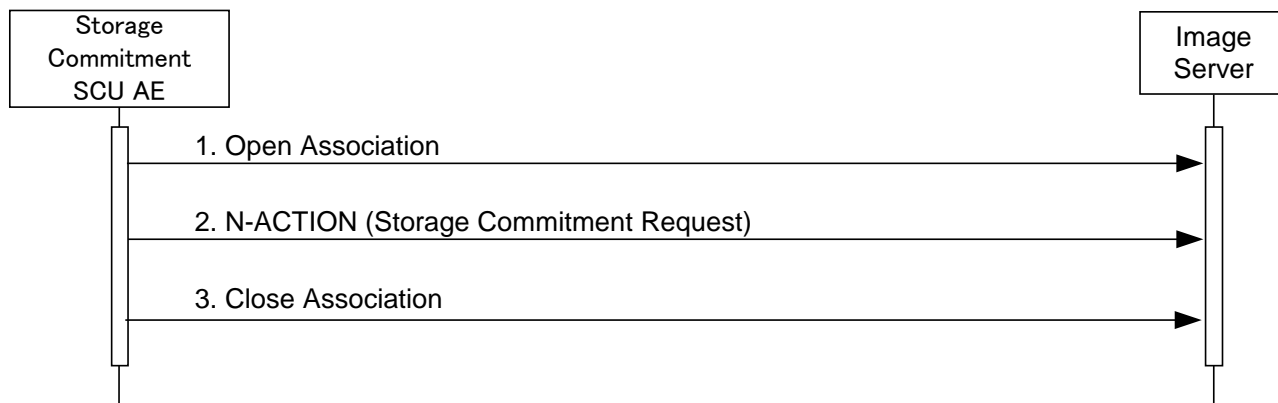 Storage
Commitment
SCU AE
Image
Server
1. Open Association
2. N-ACTION (Storage Commitment Request)
3. Close Association